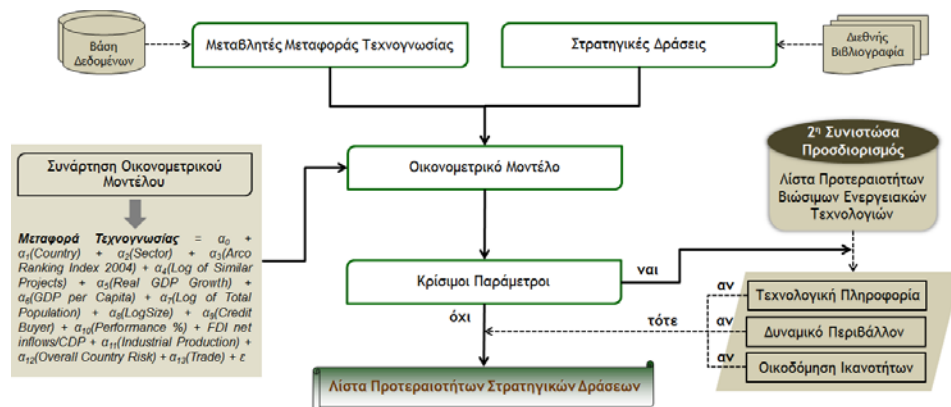 Βάση
Δεδομένων
Μεταβλητές Μεταφοράς Τεχνογνωσίας
Στρατηγικές Δράσεις
Διεθνής
Βιβλιογραφία
Συνάρτηση Οικονομετρικού
Μοντέλου
Μεταφορά Τεχνογνωσίας = α0 +
α1(Country) + α2(Sector) + α3(Arco
Ranking Index 2004) + α4(Log of Similar
Projects) + α5(Real GDP Growth) +
α6(GDP per Capita) + α7(Log of Total
Population) + α8(LogSize) + α9(Credit
Buyer) + α10(Performance %) + FDI net
inflows/CDP + α11(Industrial Production) +
α12(Overall Country Risk) + α13(Trade) + ε
Οικονομετρικό Μοντέλο
2η Συνιστώσα
Προσδιορισμός
Λίστα Προτεραιοτήτων
Βιώσιμων Ενεργειακών
Τεχνολογιών
Κρίσιμοι Παράμετροι
ναι
όχι
τότε
αν
Τεχνολογική Πληροφορία
αν
Δυναμικό Περιβάλλον
αν
Οικοδόμηση Ικανοτήτων
Λίστα Προτεραιοτήτων Στρατηγικών Δράσεων